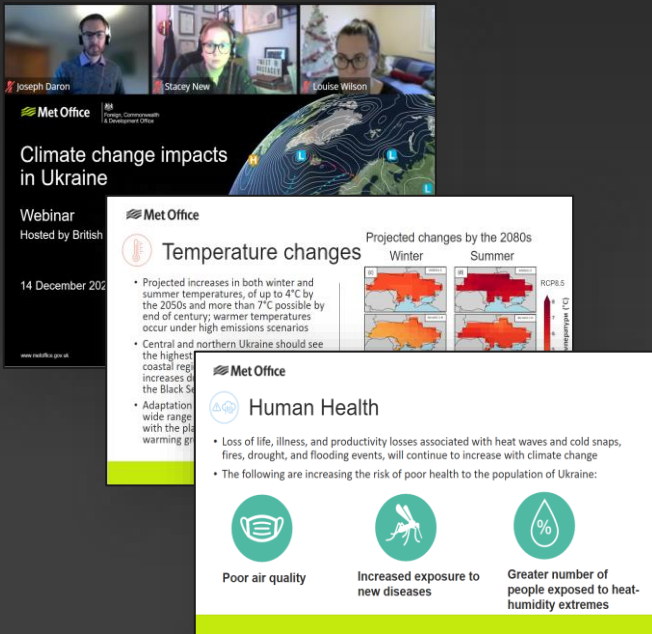 Joseph Daron
Stacey New
Louise Wilson
Met Office
Foreign, Commonwealth
& Development Office
Climate change impacts
in Ukraine
Webinar
Hosted by British
14 December 202
www.metoffice.gov.uk
H
L
L
L
Met Office
Temperature changes
Projected changes by the 2080s
Winter
Summer
RCP8.5
• Projected increases in both winter and
summer temperatures, of up to 4°C by
the 2050s and more than 7°C possible by
end of century; warmer temperatures
occur under high emissions scenarios
• Central and northern Ukraine should see
the highest
coastal regi
increases d
the Black Se
• Adaptation
wide range
with the pla
warming gr
8
7
6
(°C)
Met Office
Human Health
• Loss of life, illness, and productivity losses associated with heat waves and cold snaps,
fires, drought, and flooding events, will continue to increase with climate change
• The following are increasing the risk of poor health to the population of Ukraine:
%
Poor air quality
Increased exposure to
new diseases
Greater number of
people exposed to heat-
humidity extremes